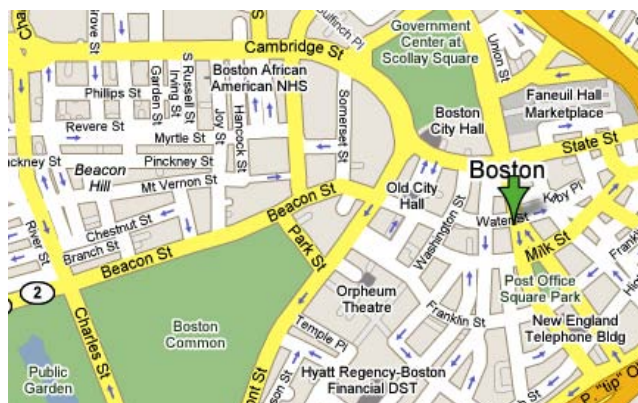 Grove St
Bulfinch Pl
Cambridge St
Government
Center at
Scollay Square
Union St
S Russell St
Irving St
Garden St
Phillips St
Boston African
American NHS
Joy St
Hancock St
Somerset St
Revere St
Myrtle St
Pinckney St
Beacon
Hill
Mt Vernon St
Boston
City Hall
Faneuil Hall
Marketplace
State St
Boston
Old City
Hall
Beacon St
Park St
Washington St
Water St
Kilby Pl
Milk St
Chestnut St
Branch St
River St
Beacon St
2
Charles St
Boston
Common
Public
Garden
Orpheum
Theatre
Temple Pl
Franklin St
Post Office
Square Park
New England
Telephone Bldg
Hyatt Regency-Boston
Financial DST
P. "tip" O